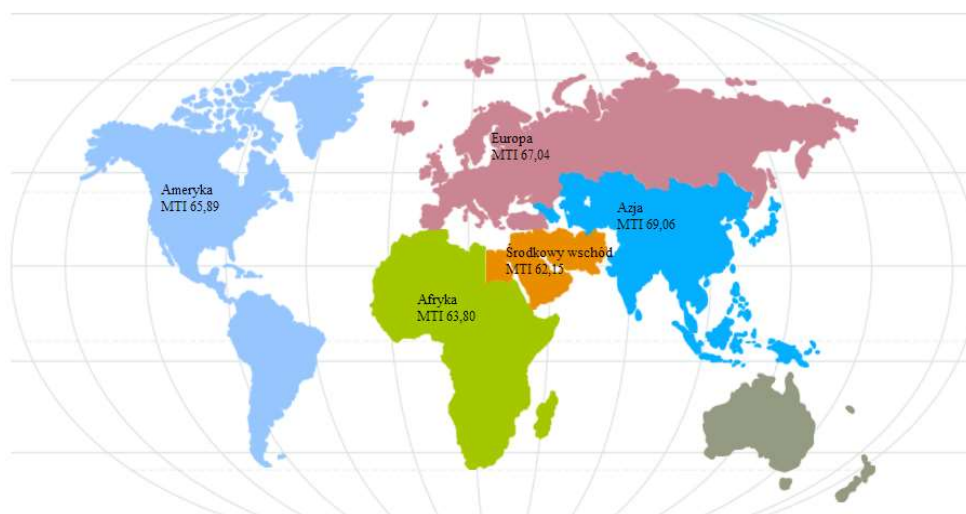 Europa
MTI 67,04
Ameryka
MTI 65,89
Azja
MTI 69,06
Środkowy wschód
MTI 62,15
Afryka
MTI 63,80